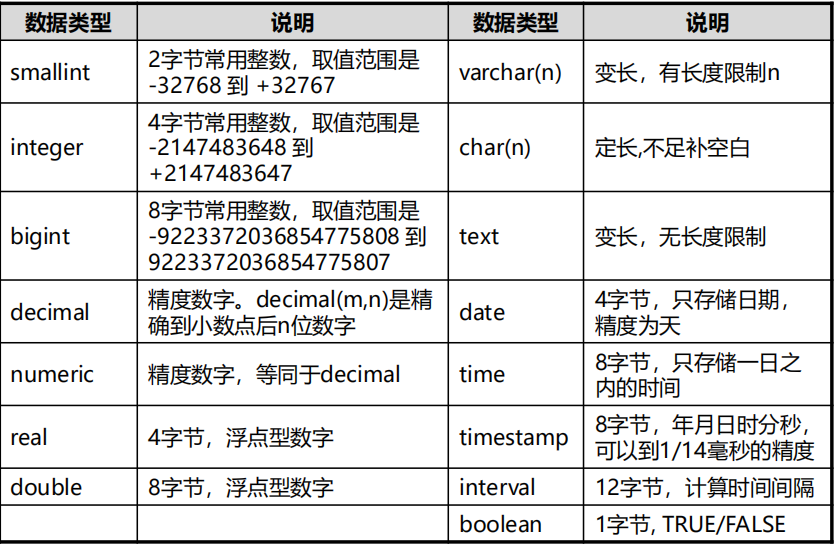 数据类型 说明 数据类型 说明
smallint 2字节常用整数，取值范围是
-32768 到 +32767 varchar(n) 变长，有长度限制n
integer 4字节常用整数，取值范围是
-2147483648 到
+2147483647 char(n) 定长,不足补空白
bigint 8字节常用整数，取值范围是
-9223372036854775808 到
9223372036854775807 text 变长，无长度限制
decimal 精度数字。decimal(m,n)是精
确到小数点后n位数字 date 4字节，只存储日期，
精度为天
numeric 精度数字，等同于decimal time 8字节，只存储一日之
内的时间
real 4字节，浮点型数字 timestamp 8字节，年月日时分秒，
可以到1/14毫秒的精度
double 8字节，浮点型数字 interval 12字节，计算时间间隔
boolean 1字节, TRUE/FALSE